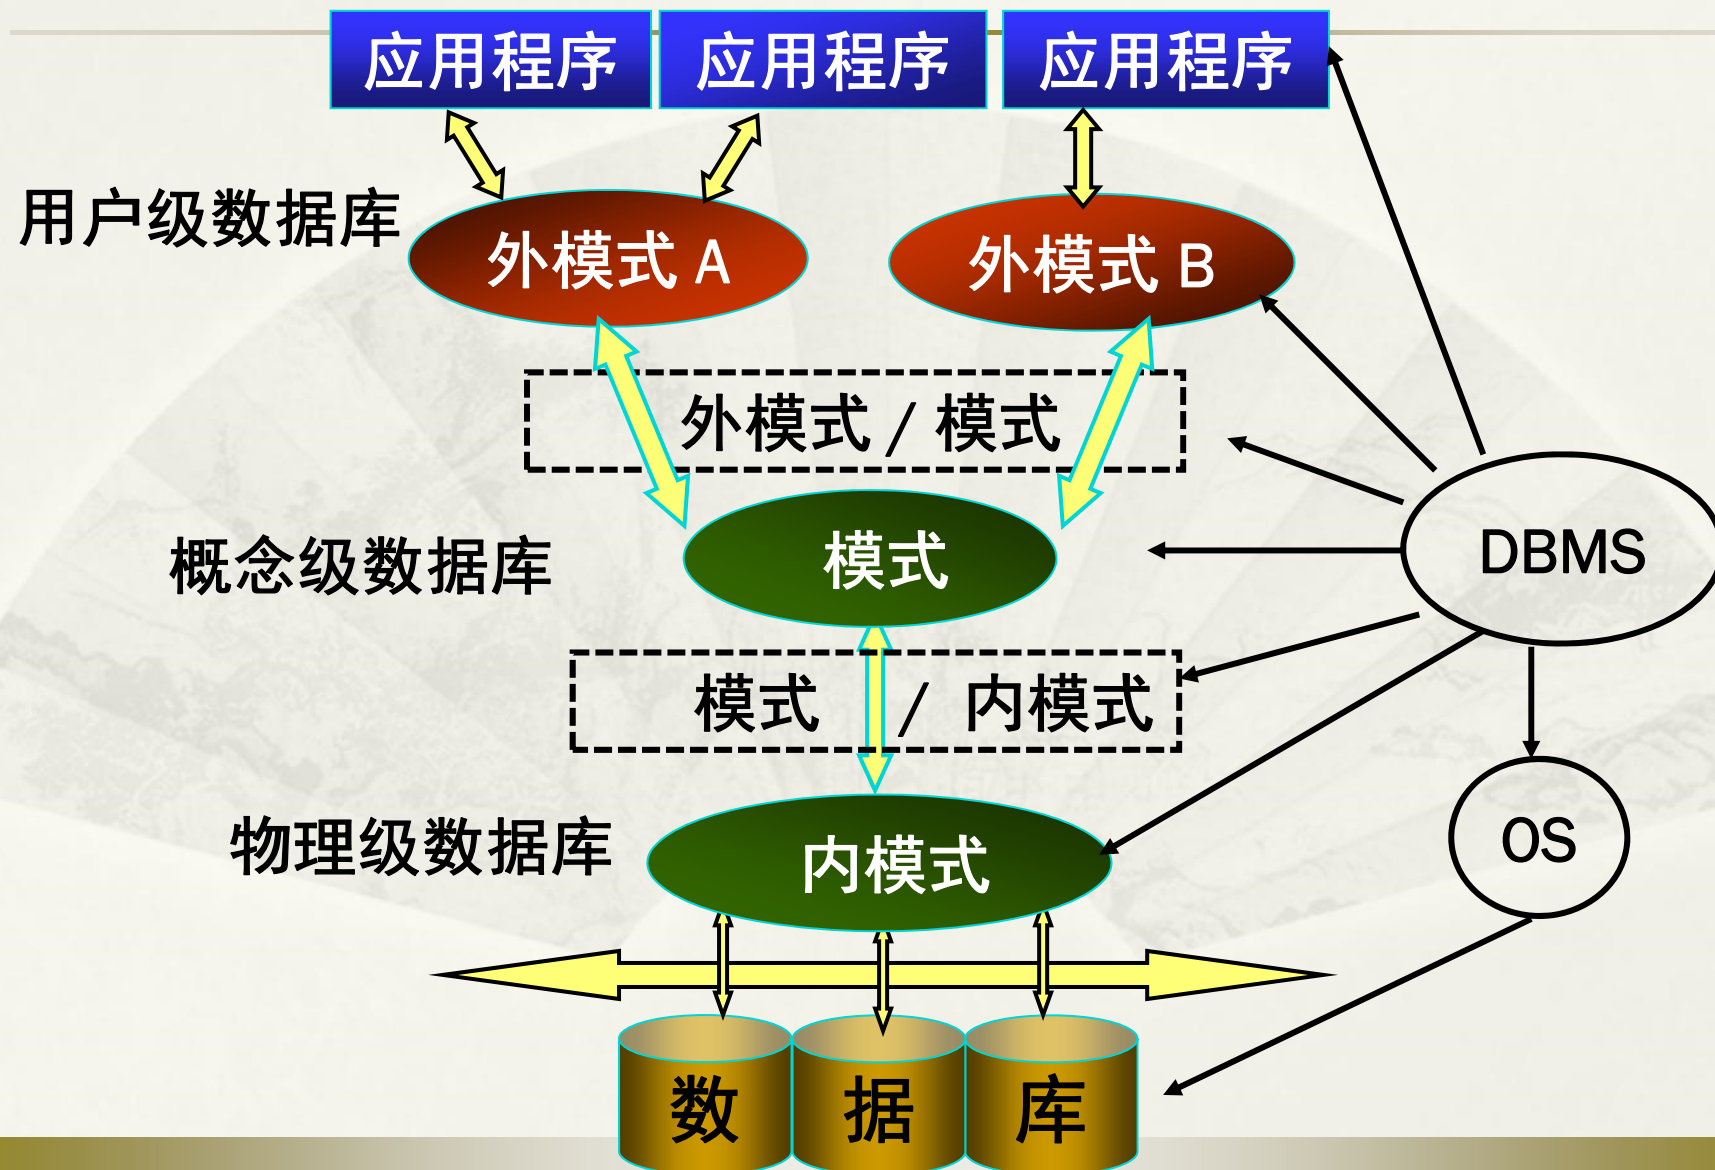 应用程序 应用程序 应用程序
用户级数据库
外模式 A 外模式 B
外模式 / 模式
概念级数据库
模式
DBMS
模式 / 内模式
物理级数据库
内模式
OS
数 据 库